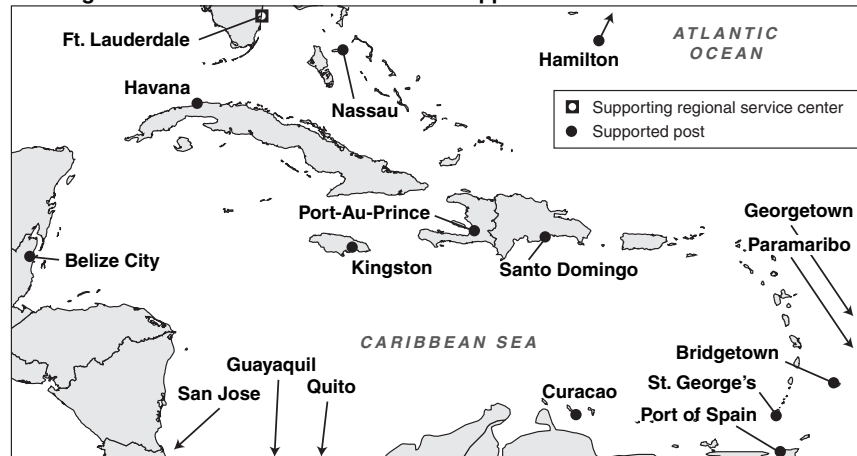 Ft. Lauderdale
Hamilton
ATLANTIC
OCEAN
Havana
Nassau
Supporting regional service center
Supported post
Port-Au-Prince
Georgetown
Paramaribo
Belize City
Kingston
Santo Domingo
CARIBBEAN SEA
Bridgetown
Guayaquil
San Jose
Quito
Curacao
St. George's
Port of Spain